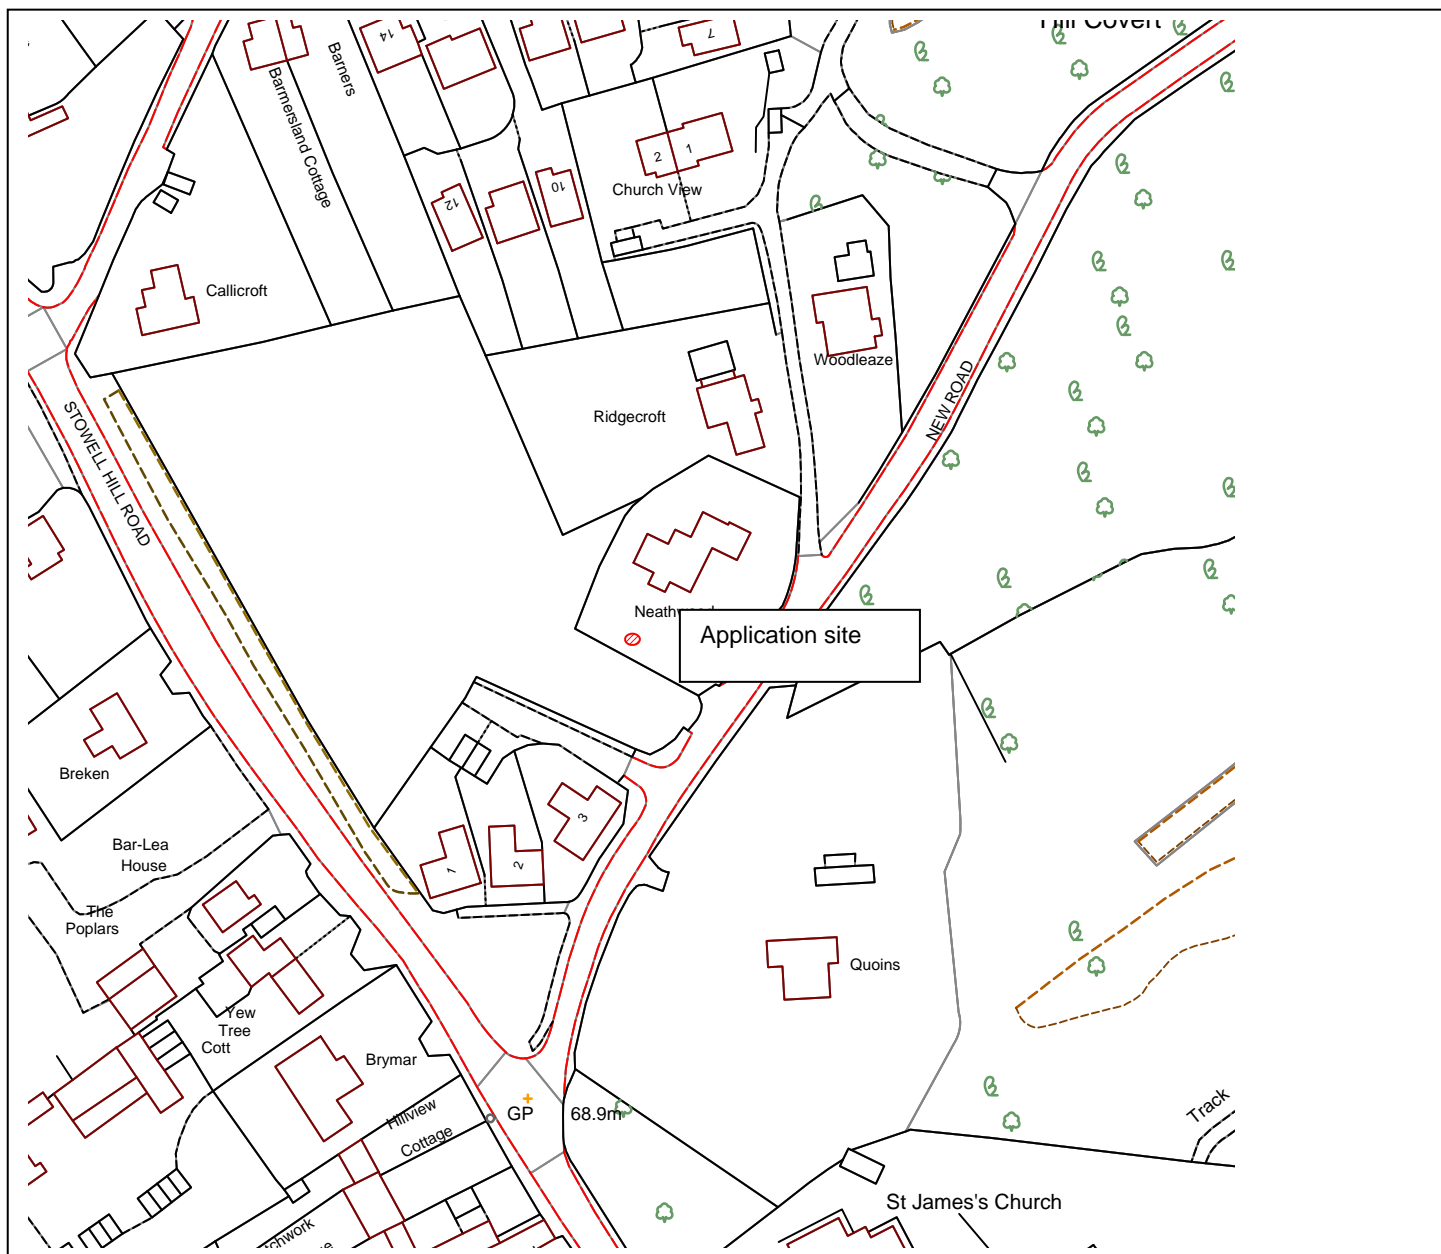 Hill Covert
14
7
Barners
Barmersland Cottage
2
1
Church View
12
10
Callicroft
Woodleaze
Ridgecroft
NEW ROAD
STOWELL HILL ROAD
Application site
Breken
Bar-Lea
House
The
Poplars
1
2
3
Quoins
Yew
Tree
Cott
Brymar
Hillview
Cottage
GP
68.9m
Track
St James's Church